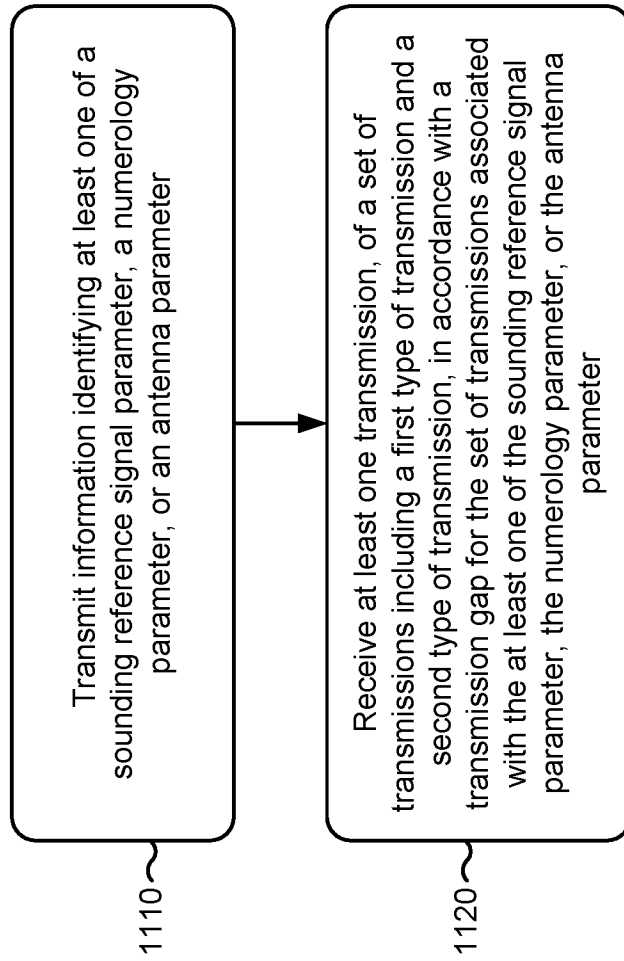 1110
Transmit information identifying at least one of a
sounding reference signal parameter, a numerology
parameter, or an antenna parameter
1120
Receive at least one transmission, of a set of
transmissions including a first type of transmission and a
second type of transmission, in accordance with a
transmission gap for the set of transmissions associated
with the at least one of the sounding reference signal
parameter, the numerology parameter, or the antenna
parameter